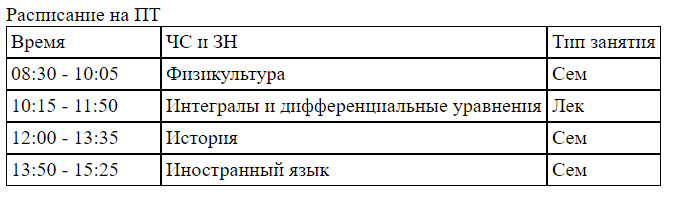 Расписание на ПТ
Время ЧС и ЗН Тип занятия
08:30 - 10:05 Физикультура Сем
10:15 - 11:50 Интегралы и дифференциальные уравнения Лек
12:00 - 13:35 История Сем
13:50 - 15:25 Иностранный язык Сем